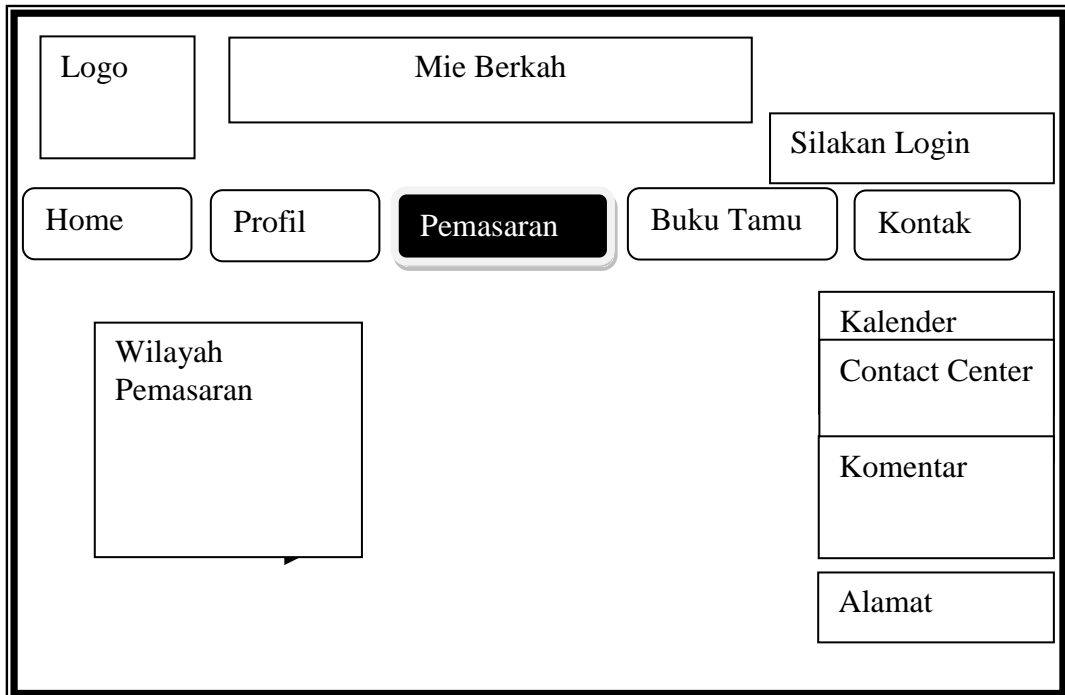 Logo
Mie Berkah
Silakan Login
Home
Profil
Pemasaran
Buku Tamu
Kontak
Wilayah
Pemasaran
Kalender
Contact Center
Komentar
Alamat